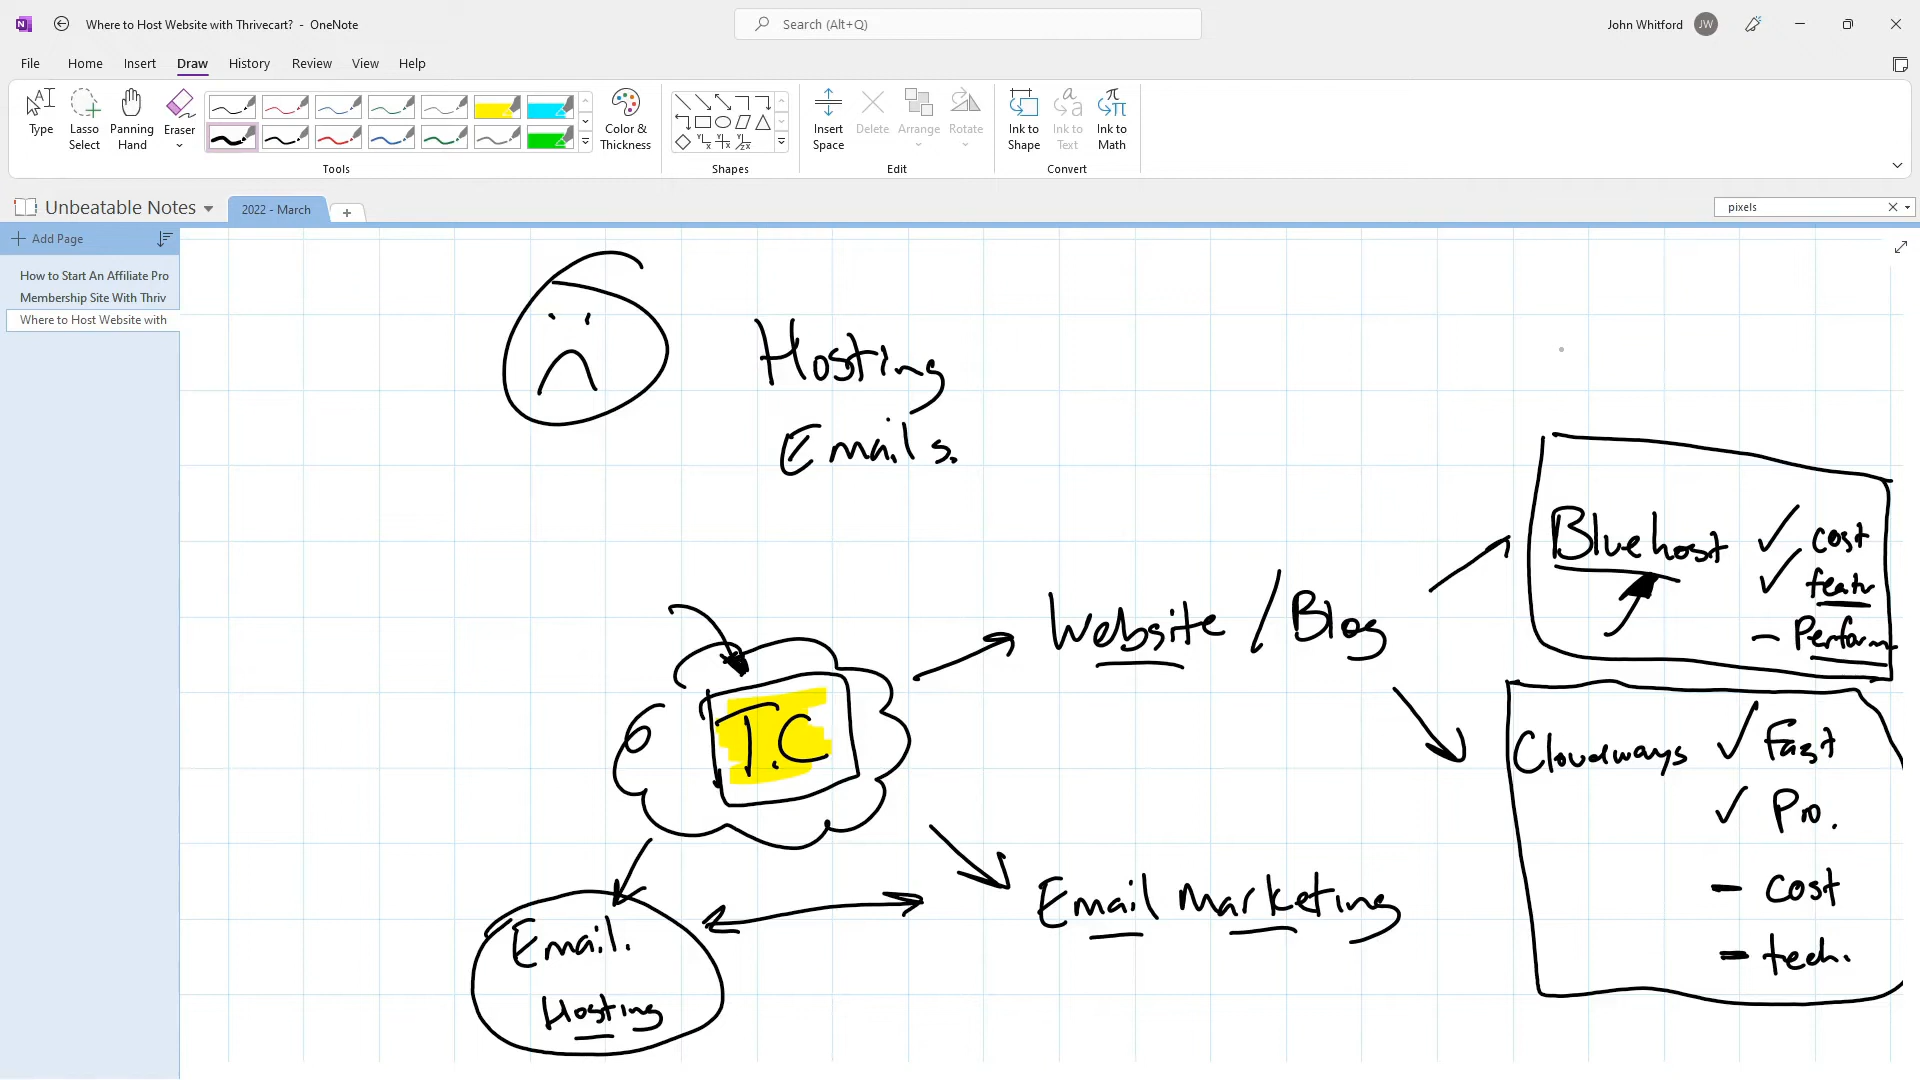 Where to Host Website with Thrivecart? - OneNote
Search (Alt+Q)
John Whitford
JW
File Home Insert Draw History Review View Help
Type
Lasso Select
Panning Hand
Eraser
Color & Thickness
Insert Space
Delete
Arrange
Rotate
Ink to Shape
Ink to Text
Ink to Math
Tools
Shapes
Edit
Convert
Unbeatable Notes
2022 - March
pixels
Add Page
How to Start An Affiliate Pro
Membership Site With Thriv
Where to Host Website with
Hosting
Emails.
Bluehost ✓ cost
✓ featu
- Perform
Website / Blog
T.C
Cloudways ✓ Fast
✓ Pro.
- cost
- tech.
Email Marketing
Email.
Hosting